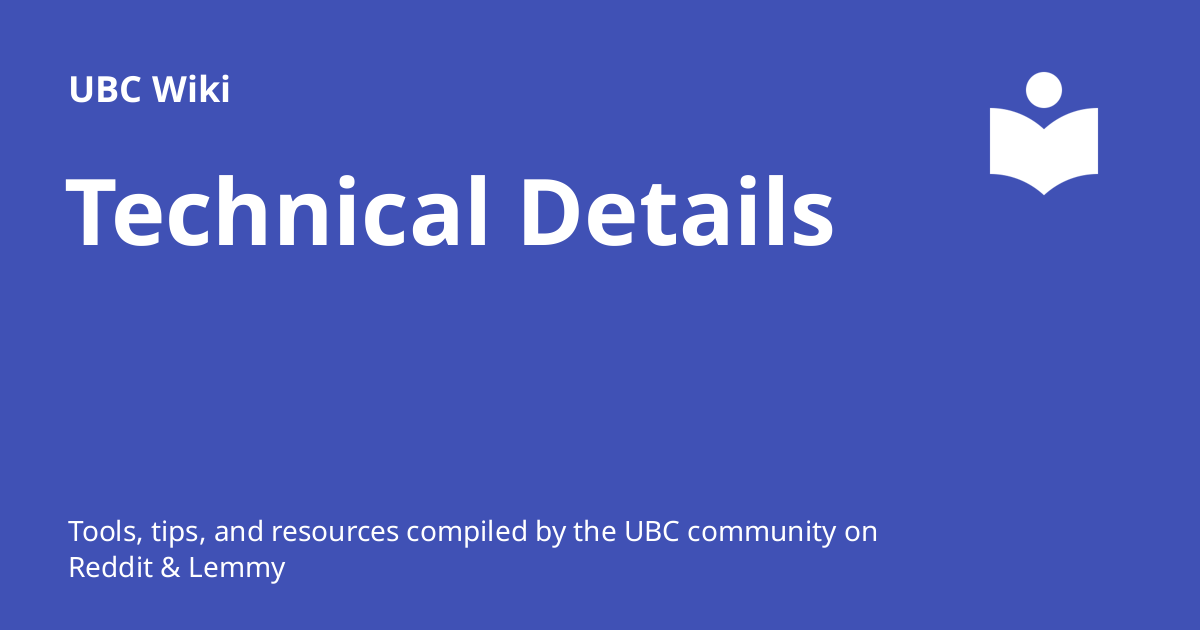 UBC Wiki
Technical Details
Tools, tips, and resources compiled by the UBC community on
Reddit & Lemmy